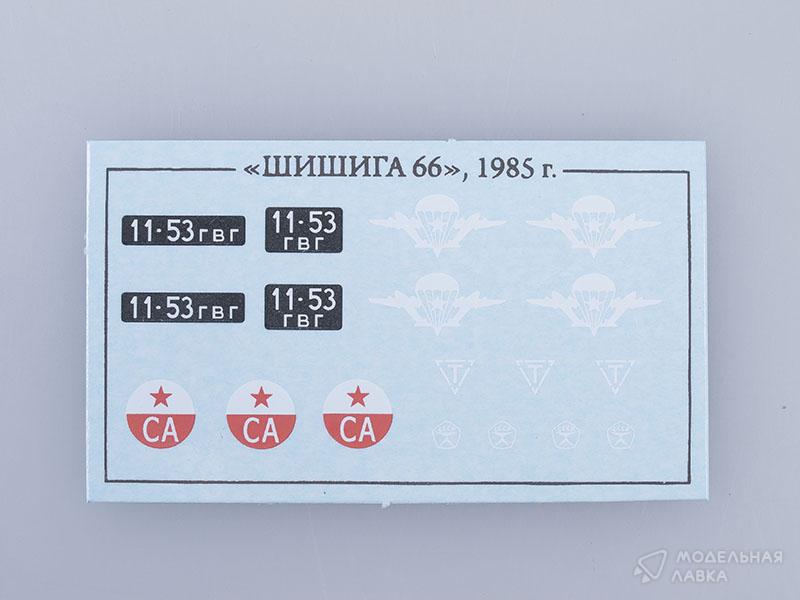 «ШИШИГА 66», 1985 г.
11-53 гвг
11-53
гвг
11-53 гвг
11-53
гвг
СА
СА
СА
Т
Т
Т
МОДЕЛЬНАЯ
ЛАВКА